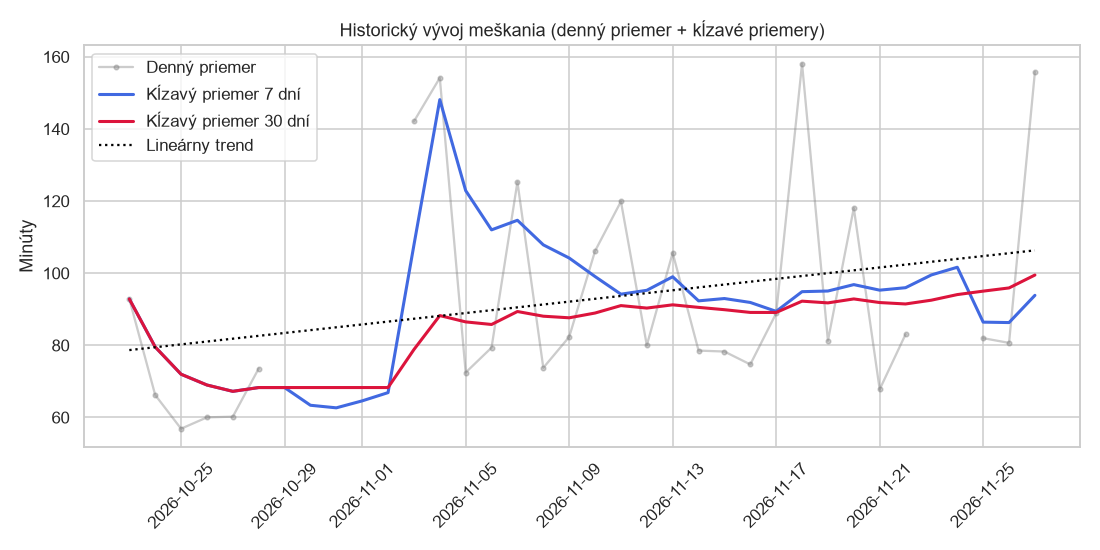 Historický vývoj meškania (denný priemer + kĺzavé priemery)
160
140
120
100
80
60
Minúty
Denný priemer
Kĺzavý priemer 7 dní
Kĺzavý priemer 30 dní
Lineárny trend
2026-10-25
2026-10-29
2026-11-01
2026-11-05
2026-11-09
2026-11-13
2026-11-17
2026-11-21
2026-11-25